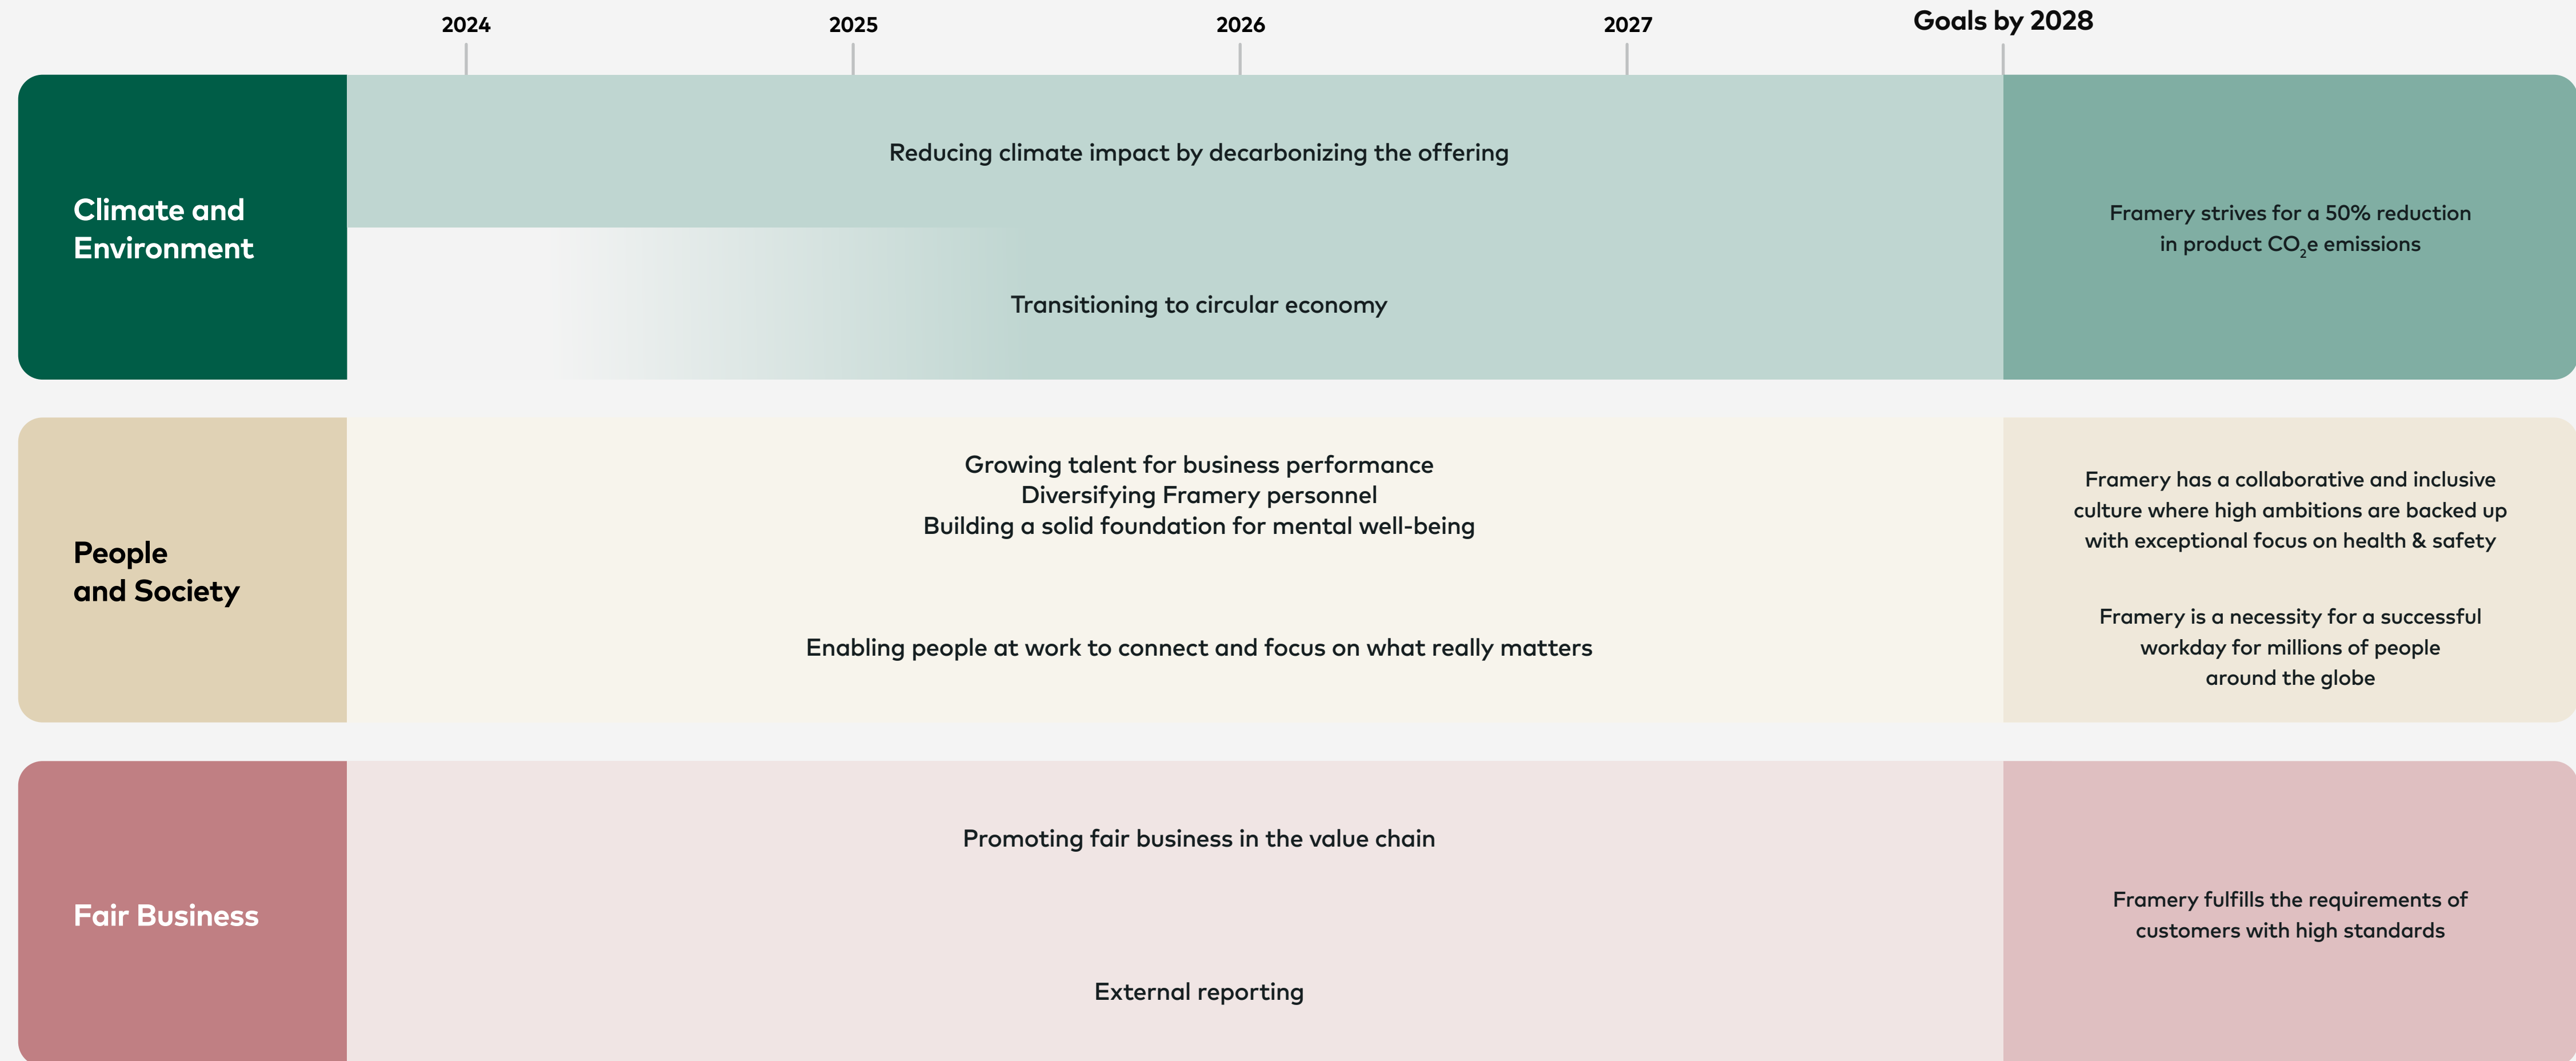 2024
2025
2026
2027
Goals by 2028
Climate and
Environment
Reducing climate impact by decarbonizing the offering
Transitioning to circular economy
Framery strives for a 50% reduction
in product CO₂e emissions
People
and Society
Growing talent for business performance
Diversifying Framery personnel
Building a solid foundation for mental well-being
Enabling people at work to connect and focus on what really matters
Framery has a collaborative and inclusive
culture where high ambitions are backed up
with exceptional focus on health & safety
Framery is a necessity for a successful
workday for millions of people
around the globe
Fair Business
Promoting fair business in the value chain
External reporting
Framery fulfills the requirements of
customers with high standards